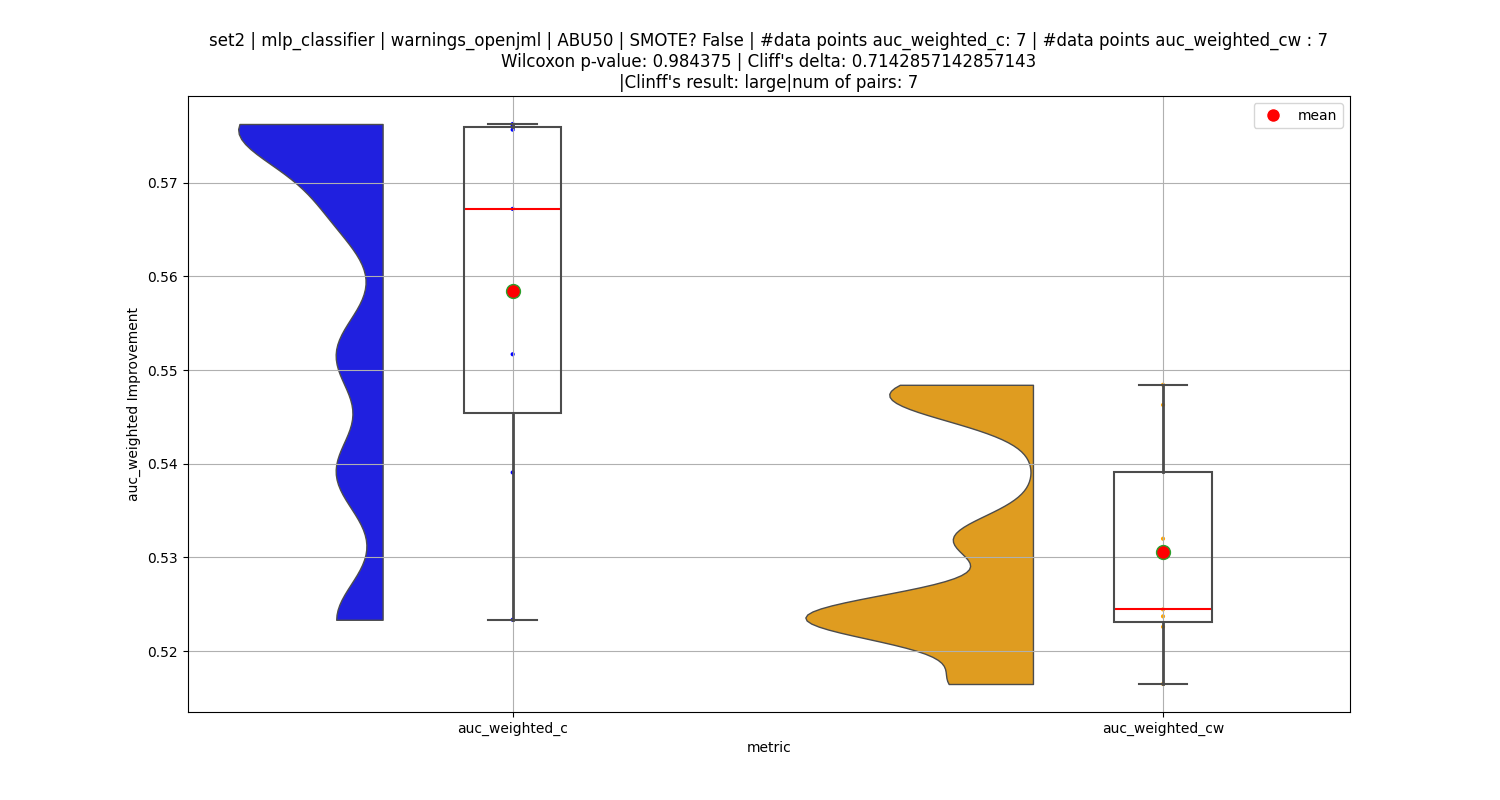 set2 | mlp_classifier | warnings_openjml | ABU50 | SMOTE? False | #data points auc_weighted_c: 7 | #data points auc_weighted_cw : 7
Wilcoxon p-value: 0.984375 | Cliff's delta: 0.7142857142857143
|Clinff's result: large|num of pairs: 7
mean
0.57
0.56
0.55
0.54
0.53
0.52
auc_weighted Improvement
auc_weighted_c
auc_weighted_cw
metric